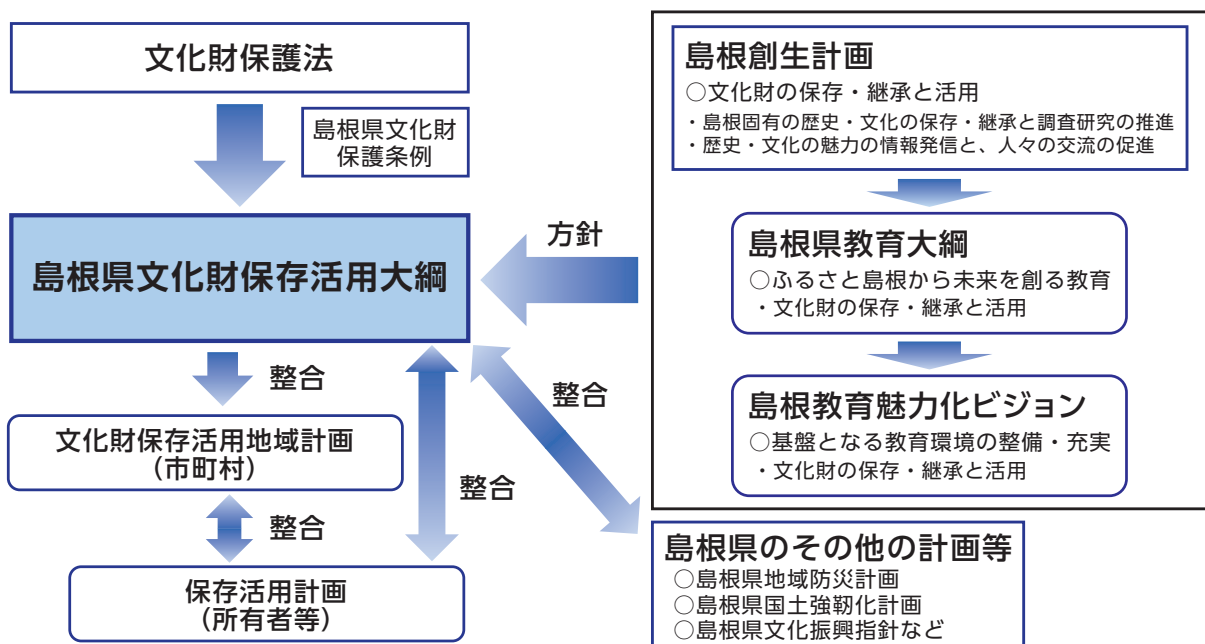 文化財保護法
島根県文化財
保護条例
島根県文化財保存活用大綱
方針
整合
文化財保存活用地域計画
(市町村)
整合
保存活用計画
(所有者等)
整合
整合
島根創生計画
○文化財の保存・継承と活用
・島根固有の歴史・文化の保存・継承と調査研究の推進
・歴史・文化の魅力の情報発信と、人々の交流の促進
島根県教育大綱
○ふるさと島根から未来を創る教育
・文化財の保存・継承と活用
島根教育魅力化ビジョン
○基盤となる教育環境の整備・充実
・文化財の保存・継承と活用
島根県のその他の計画等
○島根県地域防災計画
○島根県国土強靭化計画
○島根県文化振興指針など